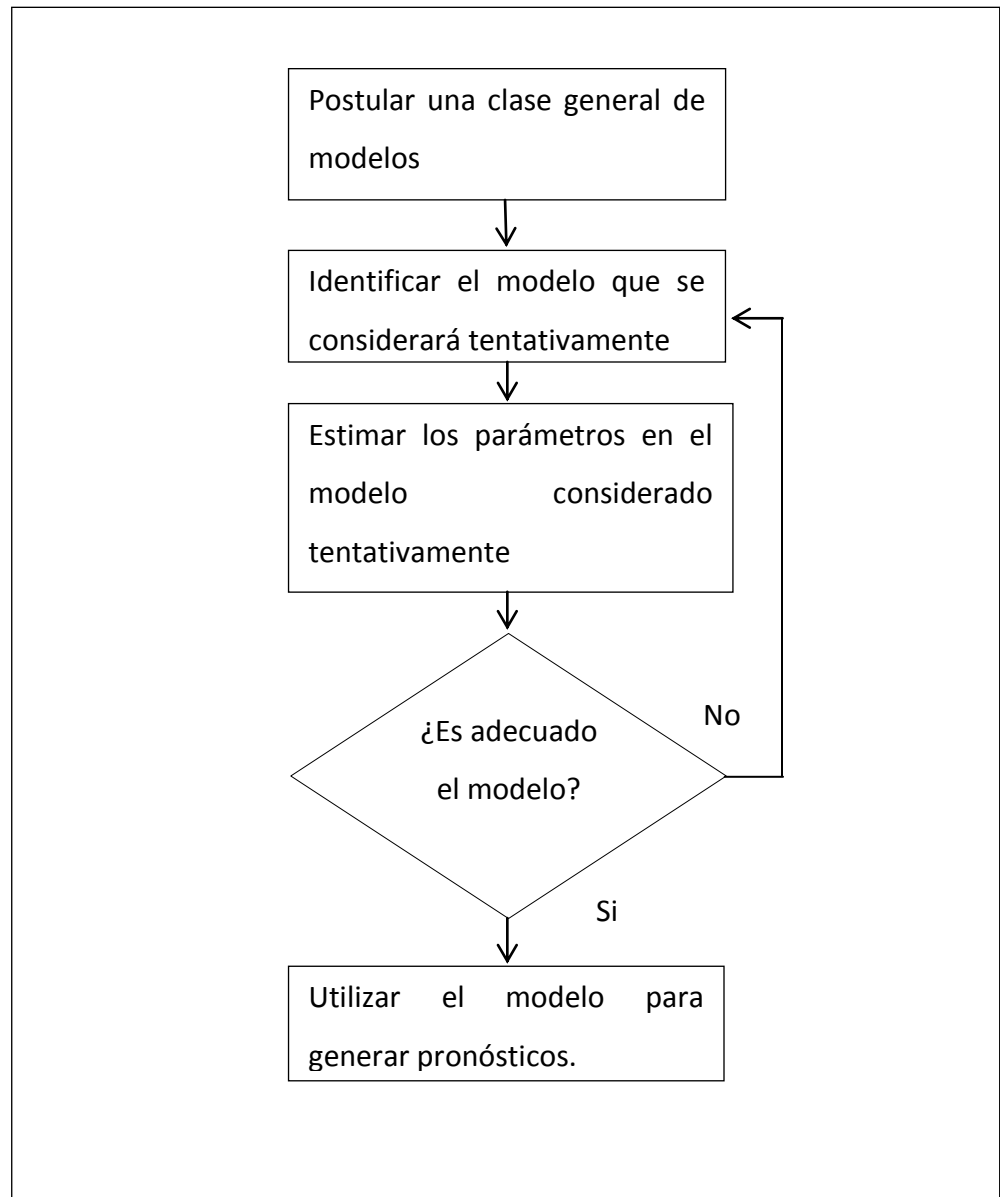 Postular una clase general de
modelos
Identificar el modelo que se
considerará tentativamente
Estimar los parámetros en el
modelo considerado
tentativamente
¿Es adecuado
el modelo?
No
Si
Utilizar el modelo para
generar pronósticos.